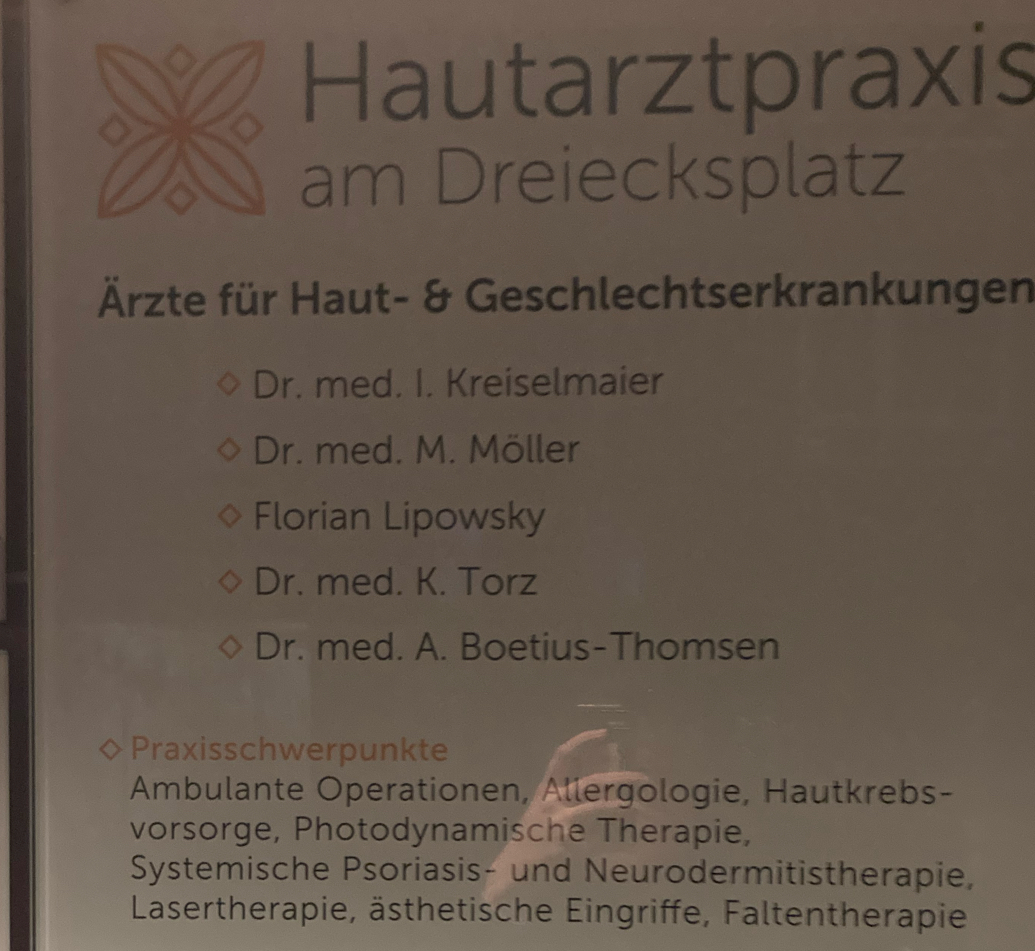 Hautarztpraxis
am Dreiecksplatz
Ärzte für Haut- & Geschlechtserkrankungen
Dr. med. I. Kreiselmaier
Dr. med. M. Möller
Florian Lipowsky
Dr. med. K. Torz
Dr. med. A. Boetius-Thomsen
Praxisschwerpunkte
Ambulante Operationen, Allergologie, Hautkrebs-
vorsorge, Photodynamische Therapie,
Systemische Psoriasis- und Neurodermitistherapie,
Lasertherapie, ästhetische Eingriffe, Faltentherapie